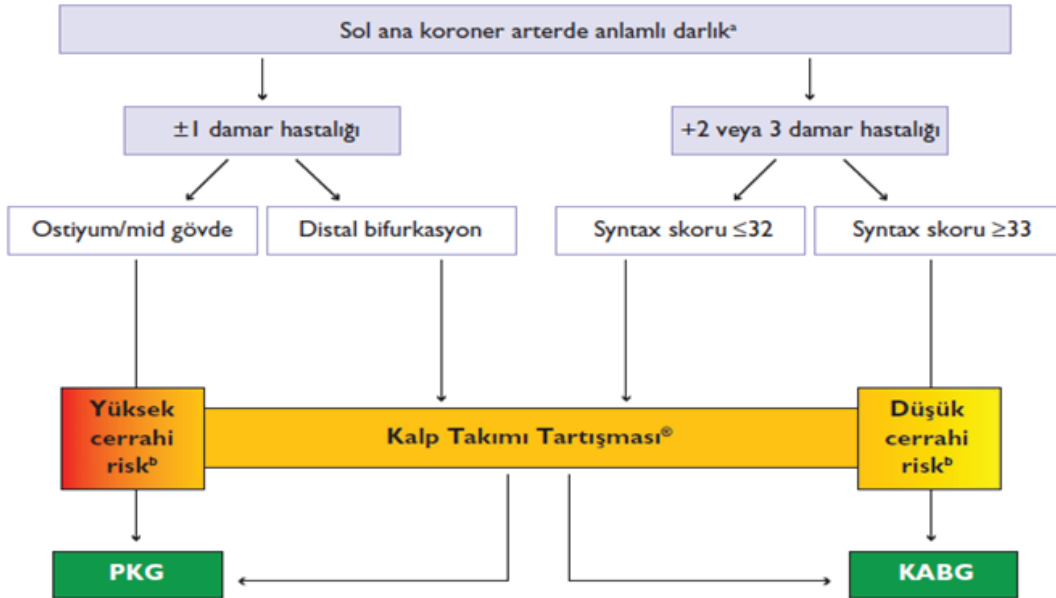 Sol ana koroner arterde anlamlı darlıkᵃ
±1 damar hastalığı
+2 veya 3 damar hastalığı
Ostiyum/mid gövde
Distal bifurkasyon
Syntax skoru ≤32
Syntax skoru ≥33
Yüksek
cerrahi
riskᵇ
Kalp Takımı Tartışması®
Düşük
cerrahi
riskᵇ
PKG
KABG